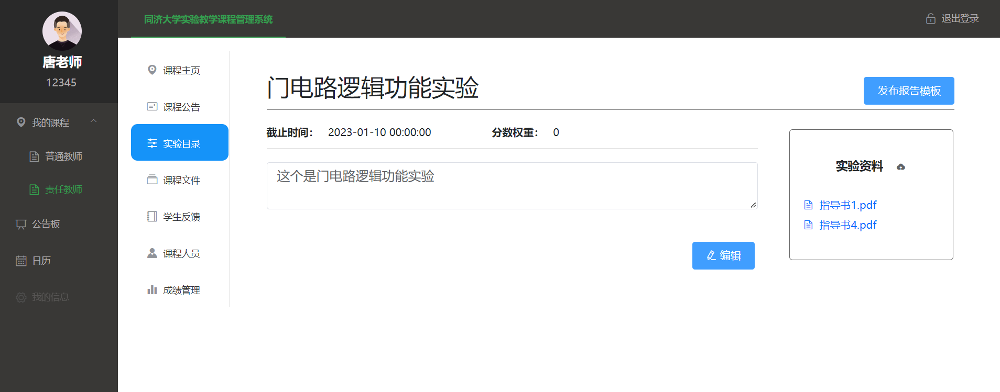 唐老师
12345
我的课程
普通教师
责任教师
公告板
日历
我的信息
同济大学实验教学课程管理系统
退出登录
课程主页
课程公告
实验目录
课程文件
学生反馈
课程人员
成绩管理
门电路逻辑功能实验
发布报告模板
截止时间： 2023-01-10 00:00:00 分数权重： 0
这个是门电路逻辑功能实验
编辑
实验资料
指导书1.pdf
指导书4.pdf